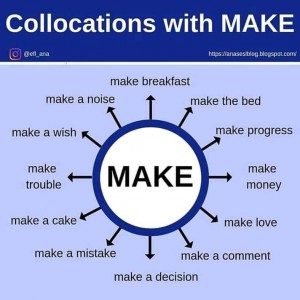 Collocations with MAKE
@efl_ana
https://anaseslblog.blogspot.com/
make breakfast
make a noise
make the bed
make a wish
make progress
make
trouble
MAKE
make
money
make a cake
make love
make a mistake
make a comment
make a decision